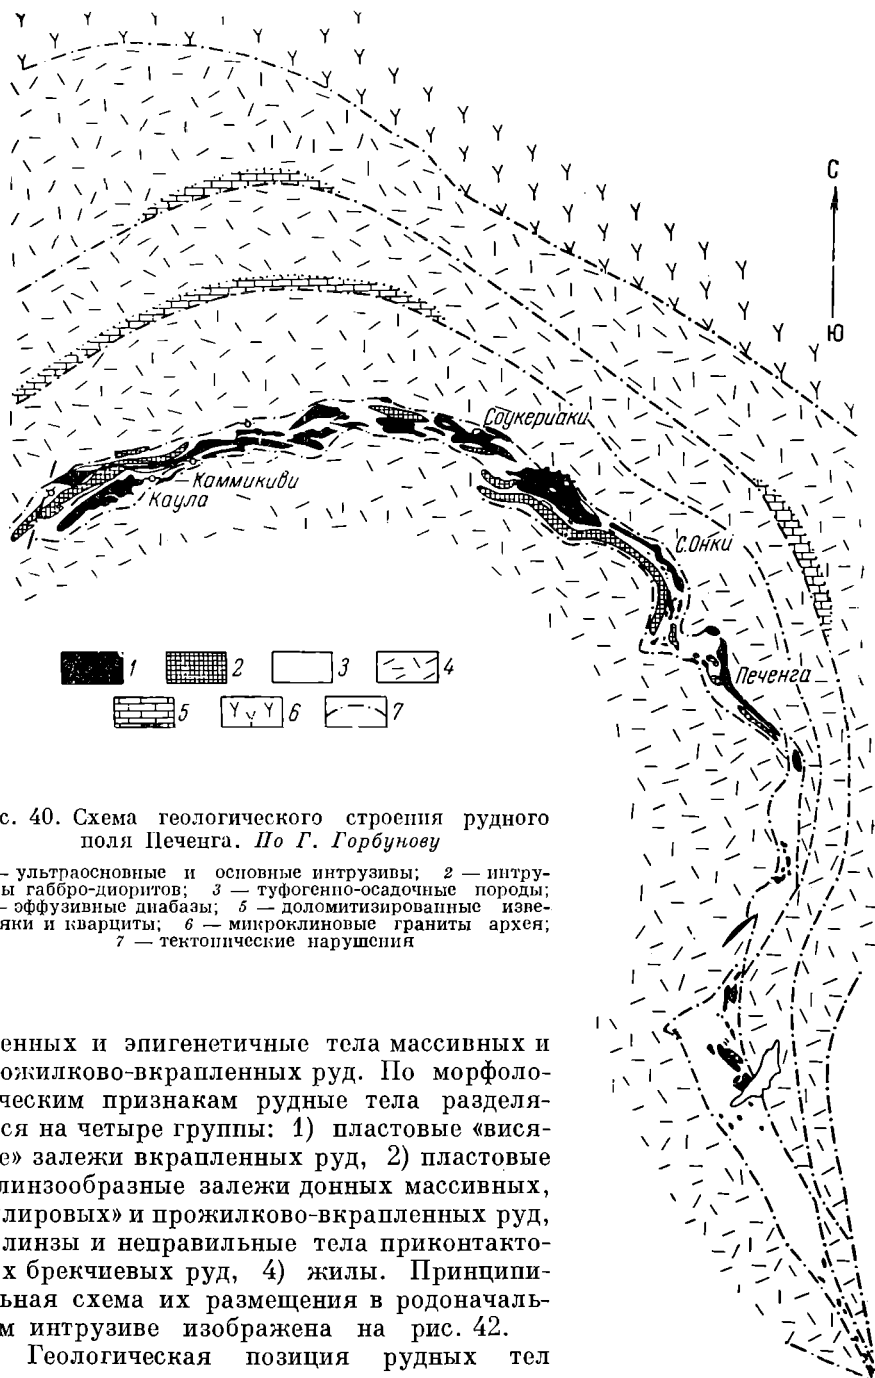 С
Ю
Соукериаки
Каммикиви
Каула
С.Онки
Печенга
1 2 3 4
5 6 7
с. 40. Схема геологического строения рудного
поля Печенга. По Г. Горбунову
— ультраосновные и основные интрузивы; 2 — интру-
ы габбро-диоритов; 3 — туфогенно-осадочные породы;
— эффузивные диабазы; 5 — доломитизированные изве-
яки и кварциты; 6 — микроклиновые граниты архея;
7 — тектонические нарушения
енных и эпигенетичные тела массивных и
ожилково-вкрапленных руд. По морфоло-
ческим признакам рудные тела разделя-
ся на четыре группы: 1) пластовые «вися-
е» залежи вкрапленных руд, 2) пластовые
линзообразные залежи донных массивных,
лировых» и прожилково-вкрапленных руд,
линзы и неправильные тела приконтакто-
х брекчиевых руд, 4) жилы. Принципи-
льная схема их размещения в родоначаль-
м интрузиве изображена на рис. 42.
Геологическая позиция рудных тел